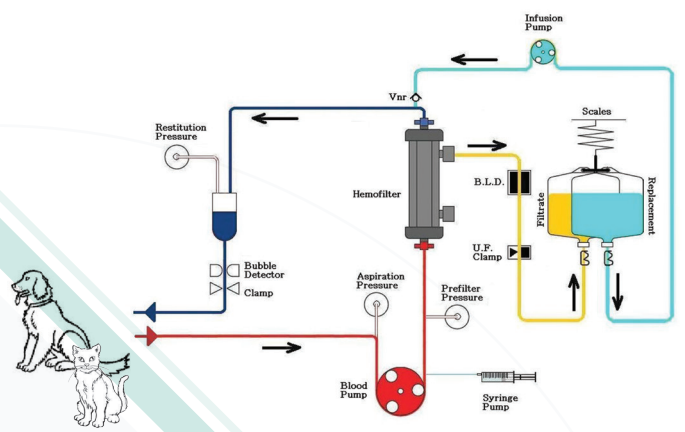 Infusion
Pump
Vnr
Scales
Restitution
Pressure
B.L.D.
Hemofilter
Filtrate
Replacement
U.F.
Clamp
Bubble
Detector
Clamp
Aspiration
Pressure
Prefilter
Pressure
Blood
Pump
Syringe
Pump